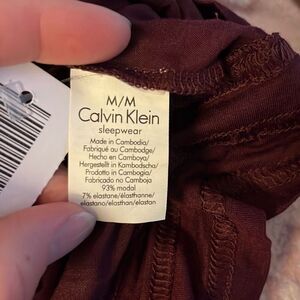 M/M
Calvin Klein
sleepwear
Made in Cambodia/
Fabriqué au Cambodge/
Hecho en Camboya/
Hergestellt in Kambodscha/
Prodotto in Cambogia/
Fabricado no Camboja
93% modal
7% elastane/élasthanne/
elastano/elasthan/elastan